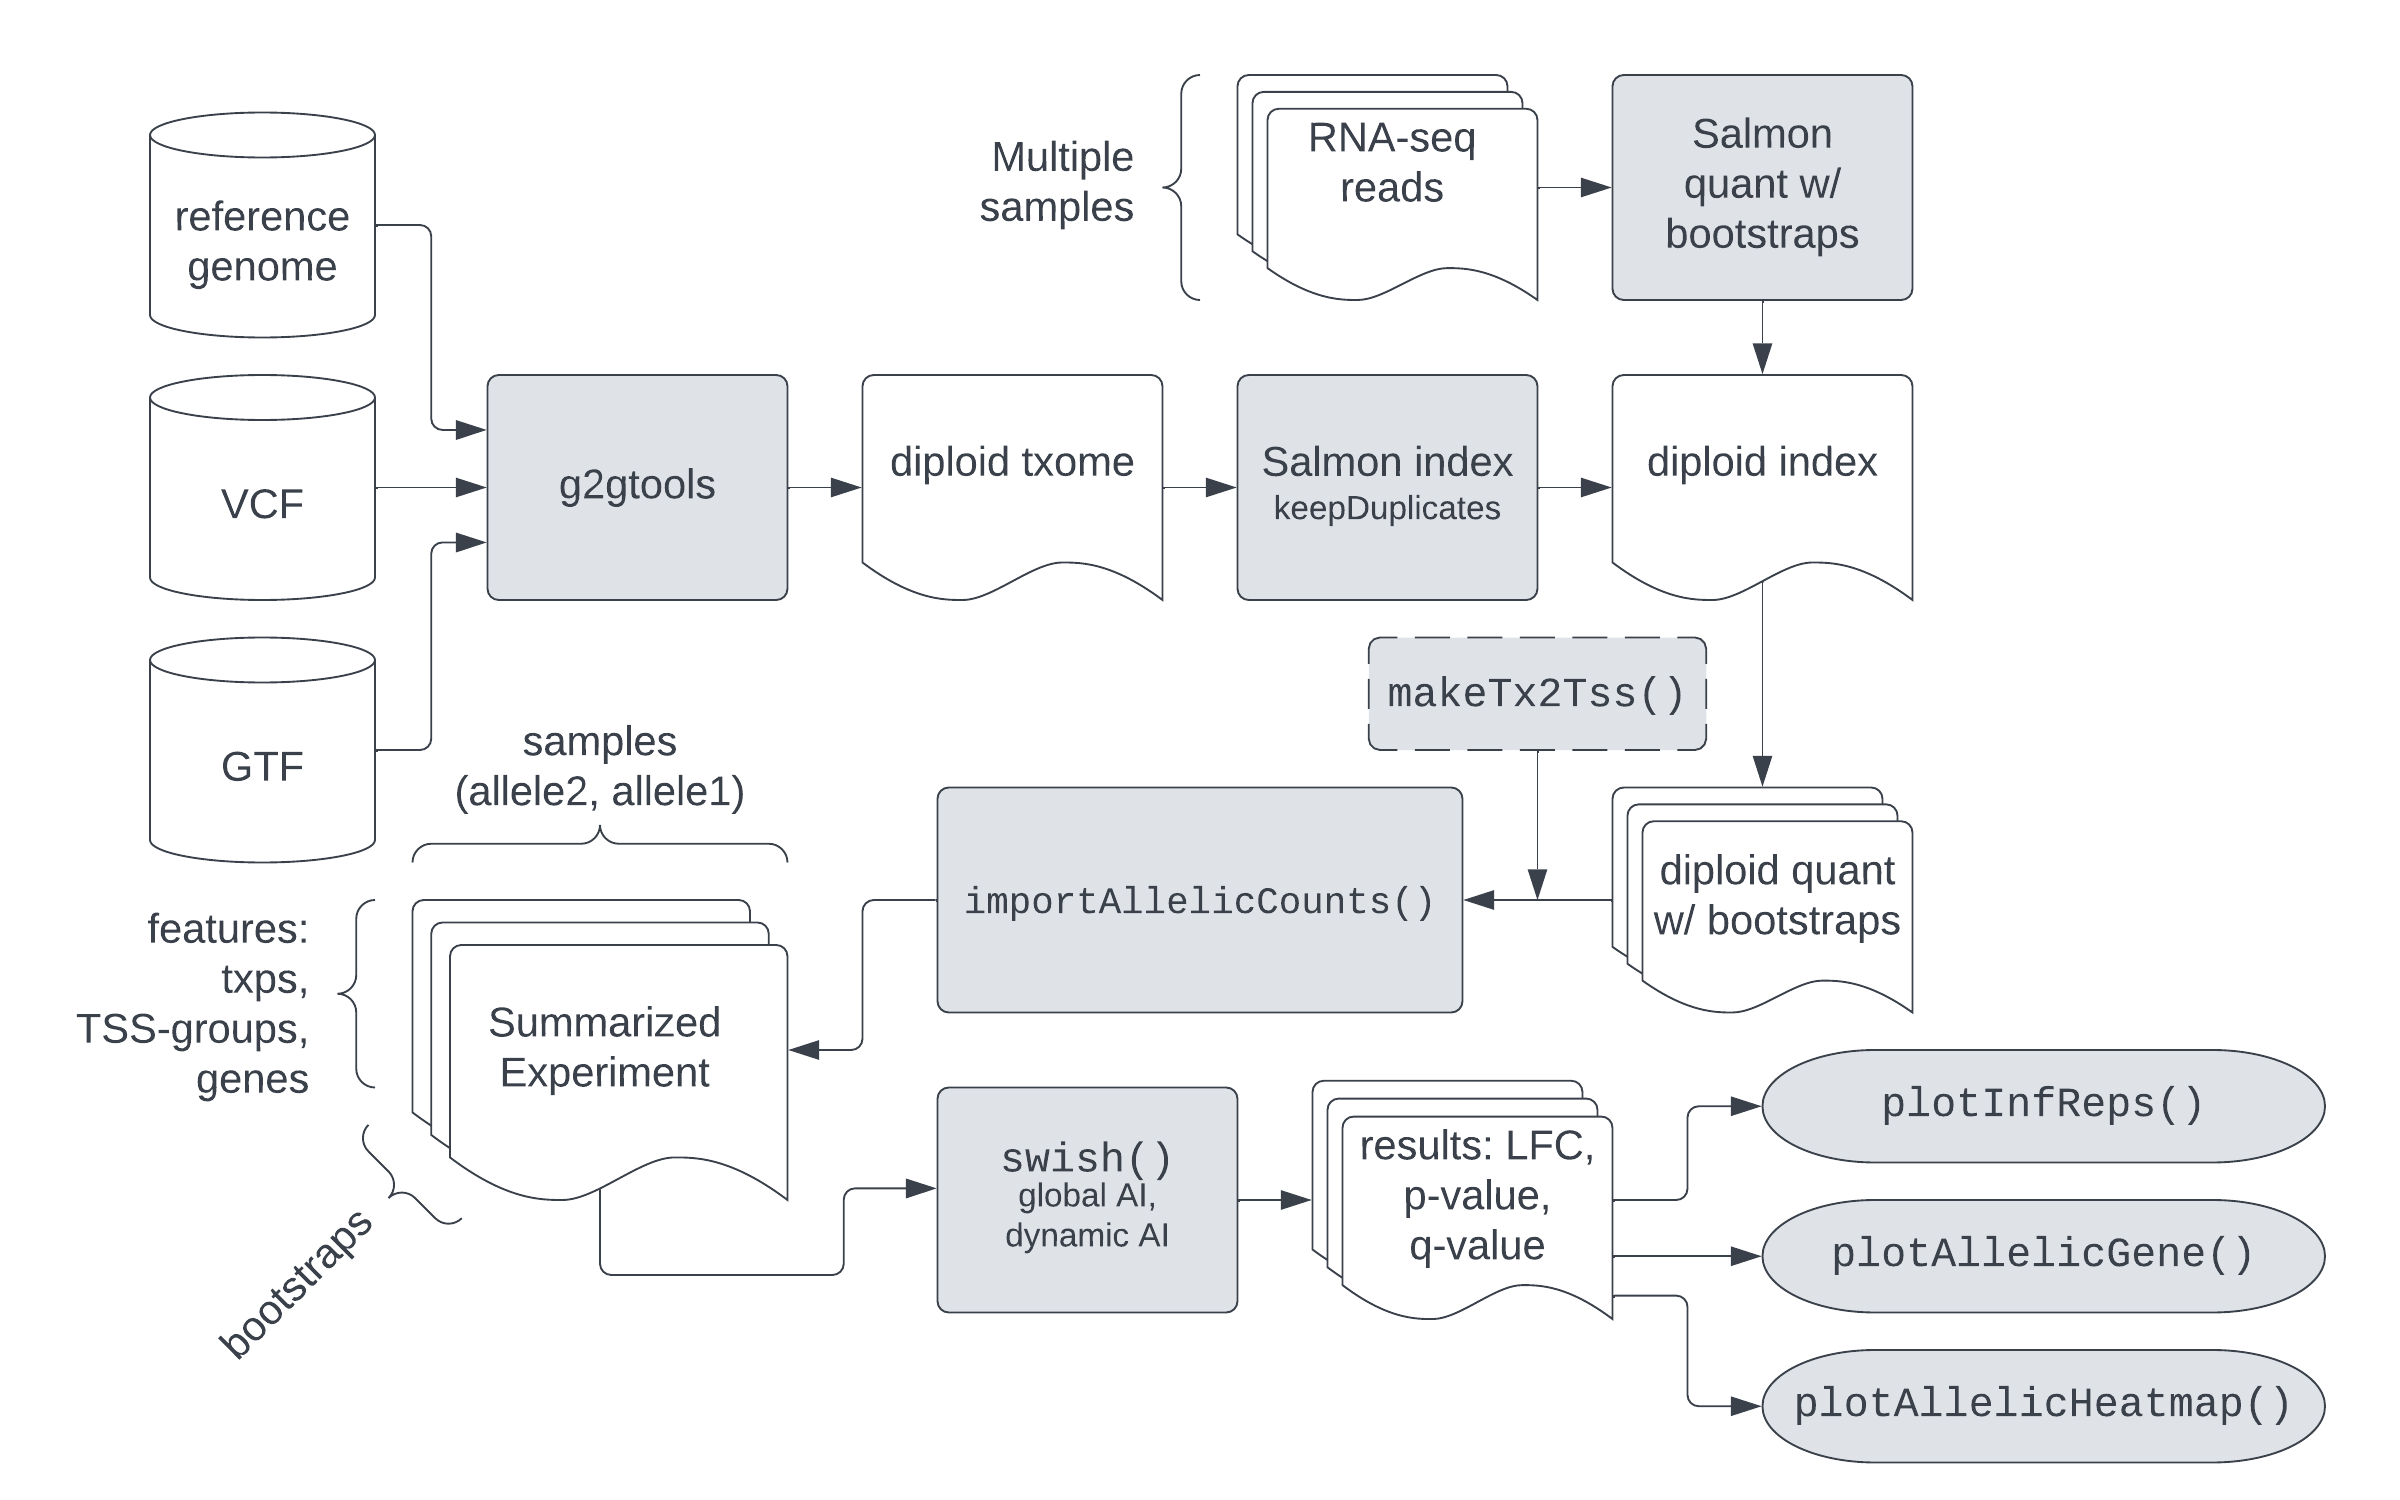 Multiple
samples
RNA-seq
reads
Salmon
quant w/
bootstraps
reference
genome
VCF
GTF
g2gtools
diploid txome
Salmon index
keepDuplicates
diploid index
makeTx2Tss()
samples
(allele2, allele1)
importAllelicCounts()
diploid quant
w/ bootstraps
features:
txps,
TSS-groups,
genes
Summarized
Experiment
bootstraps
swish()
global AI,
dynamic AI
results: LFC,
p-value,
q-value
plotInfReps()
plotAllelicGene()
plotAllelicHeatmap()